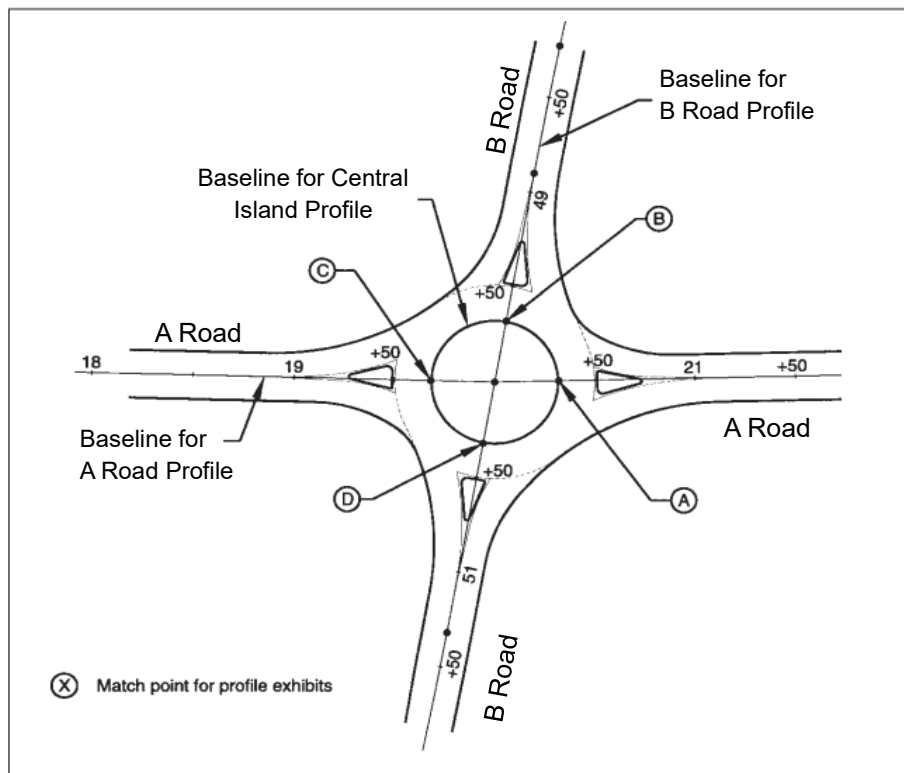 B Road
+50
Baseline for
B Road Profile
Baseline for Central
Island Profile
49
B
C
+50
A Road
18
19
+50
+50
21
+50
Baseline for
A Road Profile
A Road
D
+50
A
51
+50
B Road
X Match point for profile exhibits